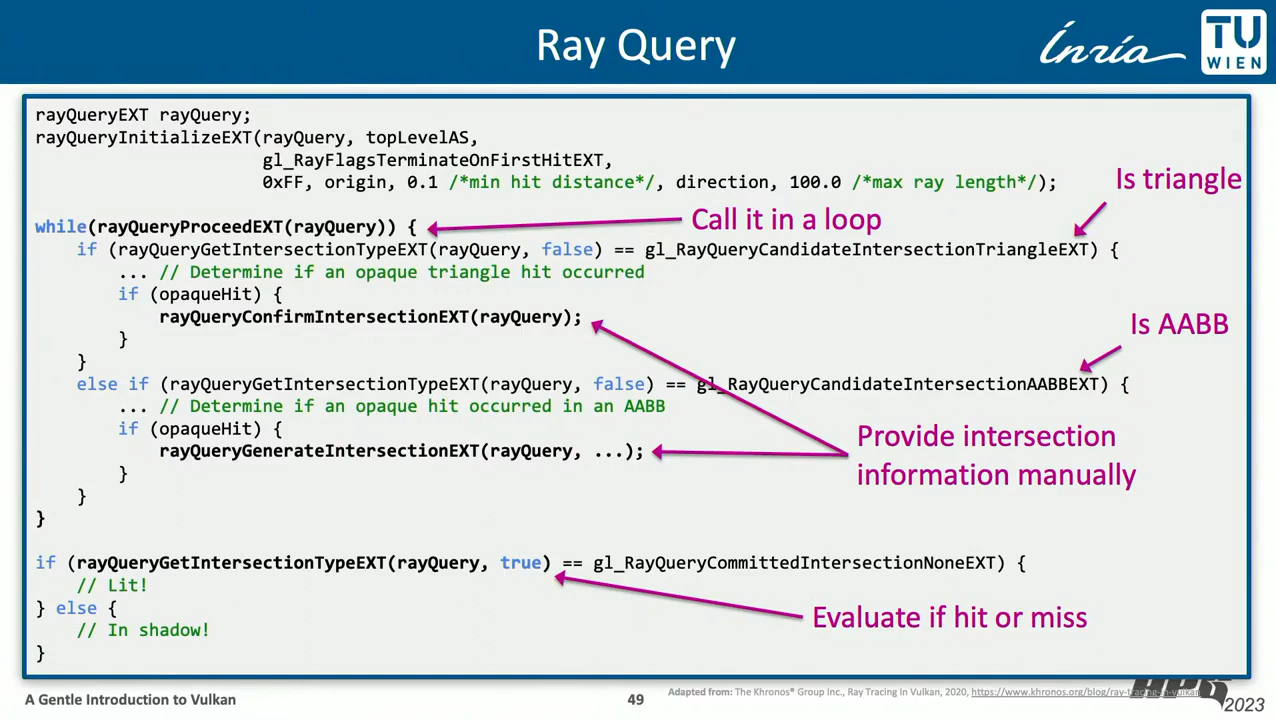 Ray Query
Inria
TU
WIEN
rayQueryEXT rayQuery;
rayQueryInitializeEXT(rayQuery, topLevelAS,
gl_RayFlagsTerminateOnFirstHitEXT,
0xFF, origin, 0.1 /*min hit distance*/, direction, 100.0 /*max ray length*/);
Is triangle
while(rayQueryProceedEXT(rayQuery)) {
Call it in a loop
if (rayQueryGetIntersectionTypeEXT(rayQuery, false) == gl_RayQueryCandidateIntersectionTriangleEXT) {
... // Determine if an opaque triangle hit occurred
if (opaqueHit) {
rayQueryConfirmIntersectionEXT(rayQuery);
Is AABB
}
}
else if (rayQueryGetIntersectionTypeEXT(rayQuery, false) == gl_RayQueryCandidateIntersectionAABBEXT) {
... // Determine if an opaque hit occurred in an AABB
if (opaqueHit) {
Provide intersection
information manually
rayQueryGenerateIntersectionEXT(rayQuery, ...);
}
}
}
if (rayQueryGetIntersectionTypeEXT(rayQuery, true) == gl_RayQueryCommittedIntersectionNoneEXT) {
// Lit!
} else {
Evaluate if hit or miss
// In shadow!
}
A Gentle Introduction to Vulkan
49
Adapted from: The Khronos® Group Inc., Ray Tracing In Vulkan, 2020, https://www.khronos.org/blog/ray-tracing-in-vulkan
HPG
2023